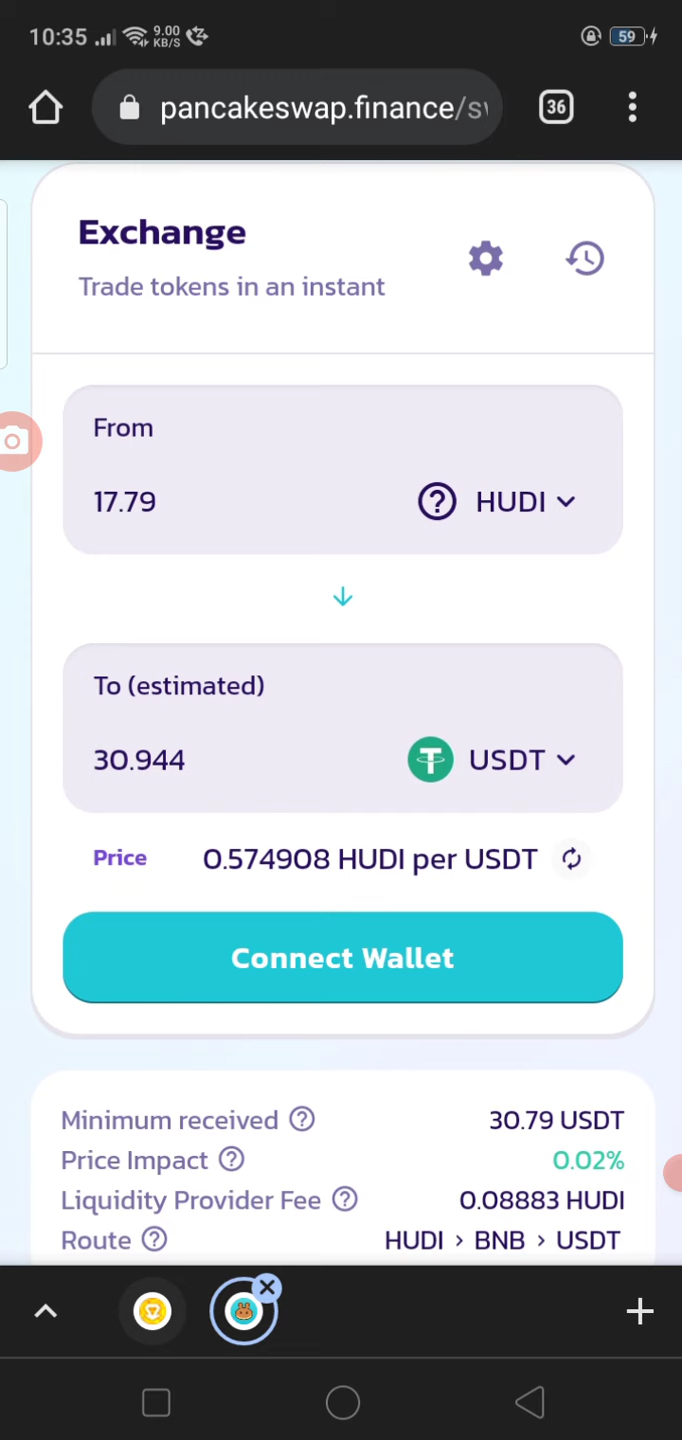 10:35 9.00 KB/S 59
pancakeswap.finance/s 36
Exchange
Trade tokens in an instant
From
17.79 HUDI
To (estimated)
30.944 USDT
Price 0.574908 HUDI per USDT
Connect Wallet
Minimum received 30.79 USDT
Price Impact 0.02%
Liquidity Provider Fee 0.08883 HUDI
Route HUDI > BNB > USDT